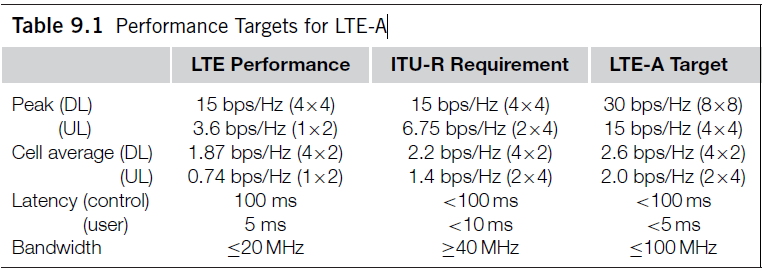 Table 9.1 Performance Targets for LTE-A
LTE Performance ITU-R Requirement LTE-A Target
Peak (DL) 15 bps/Hz (4×4) 15 bps/Hz (4×4) 30 bps/Hz (8×8)
(UL) 3.6 bps/Hz (1×2) 6.75 bps/Hz (2×4) 15 bps/Hz (4×4)
Cell average (DL) 1.87 bps/Hz (4×2) 2.2 bps/Hz (4×2) 2.6 bps/Hz (4×2)
(UL) 0.74 bps/Hz (1×2) 1.4 bps/Hz (2×4) 2.0 bps/Hz (2×4)
Latency (control) 100 ms <100 ms <100 ms
(user) 5 ms <10 ms <5 ms
Bandwidth ≤20 MHz ≥40 MHz ≤100 MHz